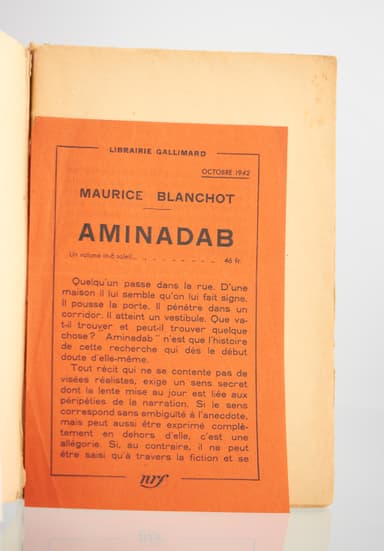 LIBRAIRIE GALLIMARD
OCTOBRE 1942
MAURICE BLANCHOT
AMINADAB
Un volume in-8 soleil... - - - - - - - - - 46 fr.
Quelqu'un passe dans la rue. D'une
maison il lui semble qu'on lui fait signe.
Il pousse la porte. Il pénètre dans un
corridor. Il atteint un vestibule. Que va-
t-il trouver et peut-il trouver quelque
chose? Aminadab " n'est que l'histoire
de cette recherche qui dès le début
doute d'elle-même.
Tout récit qui ne se contente pas de
visées réalistes, exige un sens secret
dont la lente mise au jour est liée aux
péripéties de la narration. Si le sens
correspond sans ambiguïté à l'anecdote,
mais peut aussi être exprimé complè-
tement en dehors d'elle, c'est une
allégorie. Si, au contraire, il ne peut
être saisi qu'à travers la fiction et se
nrf